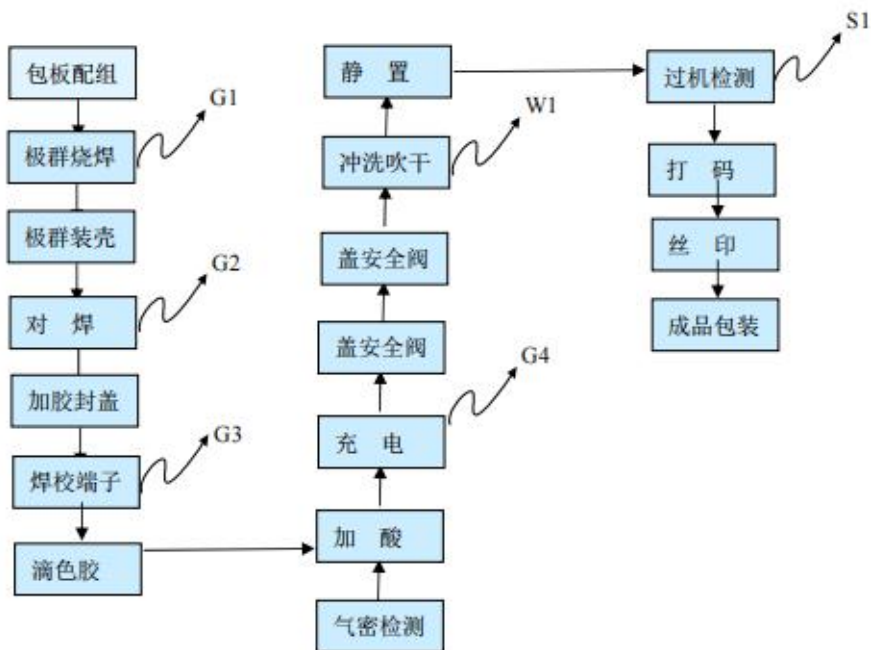 包板配组
G1
极群烧焊
极群装壳
G2
对 焊
加胶封盖
G3
焊校端子
滴色胶
静 置
W1
冲洗吹干
盖安全阀
盖安全阀
G4
充 电
加 酸
气密检测
S1
过机检测
打 码
丝 印
成品包装